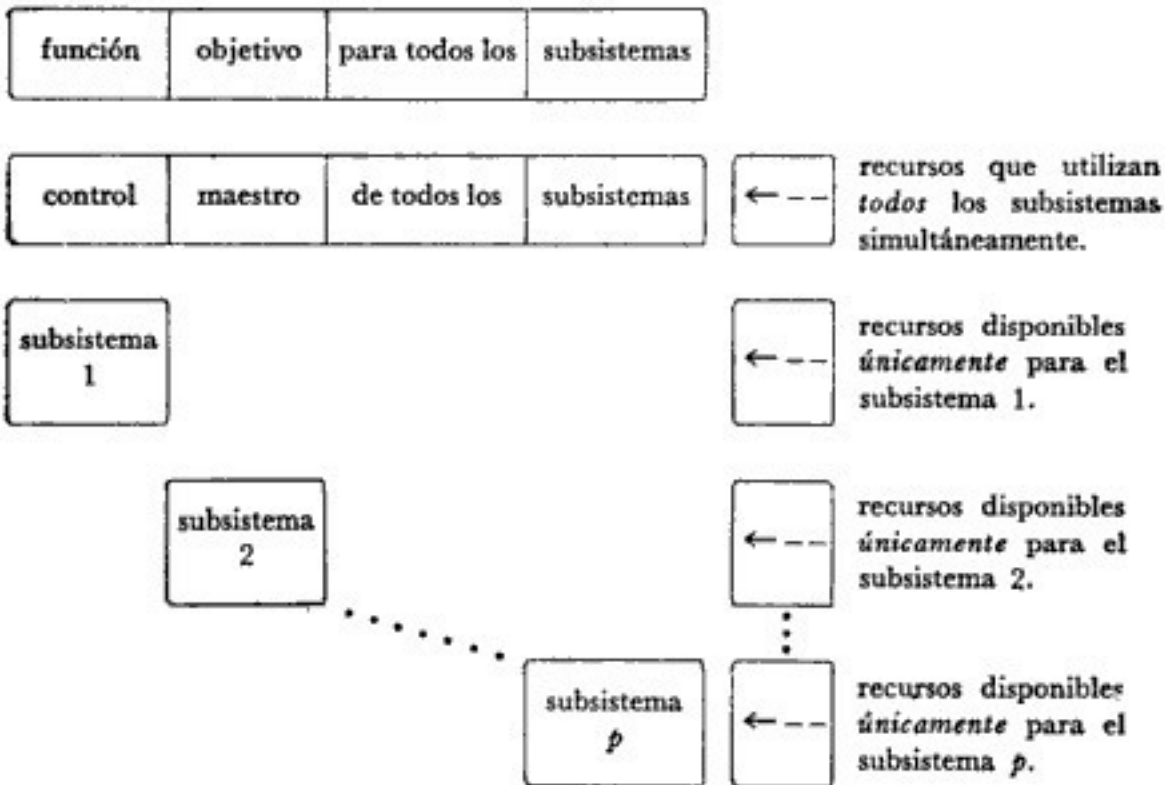 función objetivo para todos los subsistemas
control maestro de todos los subsistemas
recursos que utilizan
todos los subsistemas
simultáneamente.
subsistema
1
recursos disponibles
únicamente para el
subsistema 1.
subsistema
2
recursos disponibles
únicamente para el
subsistema 2.
subsistema
p
recursos disponibles
únicamente para el
subsistema p.